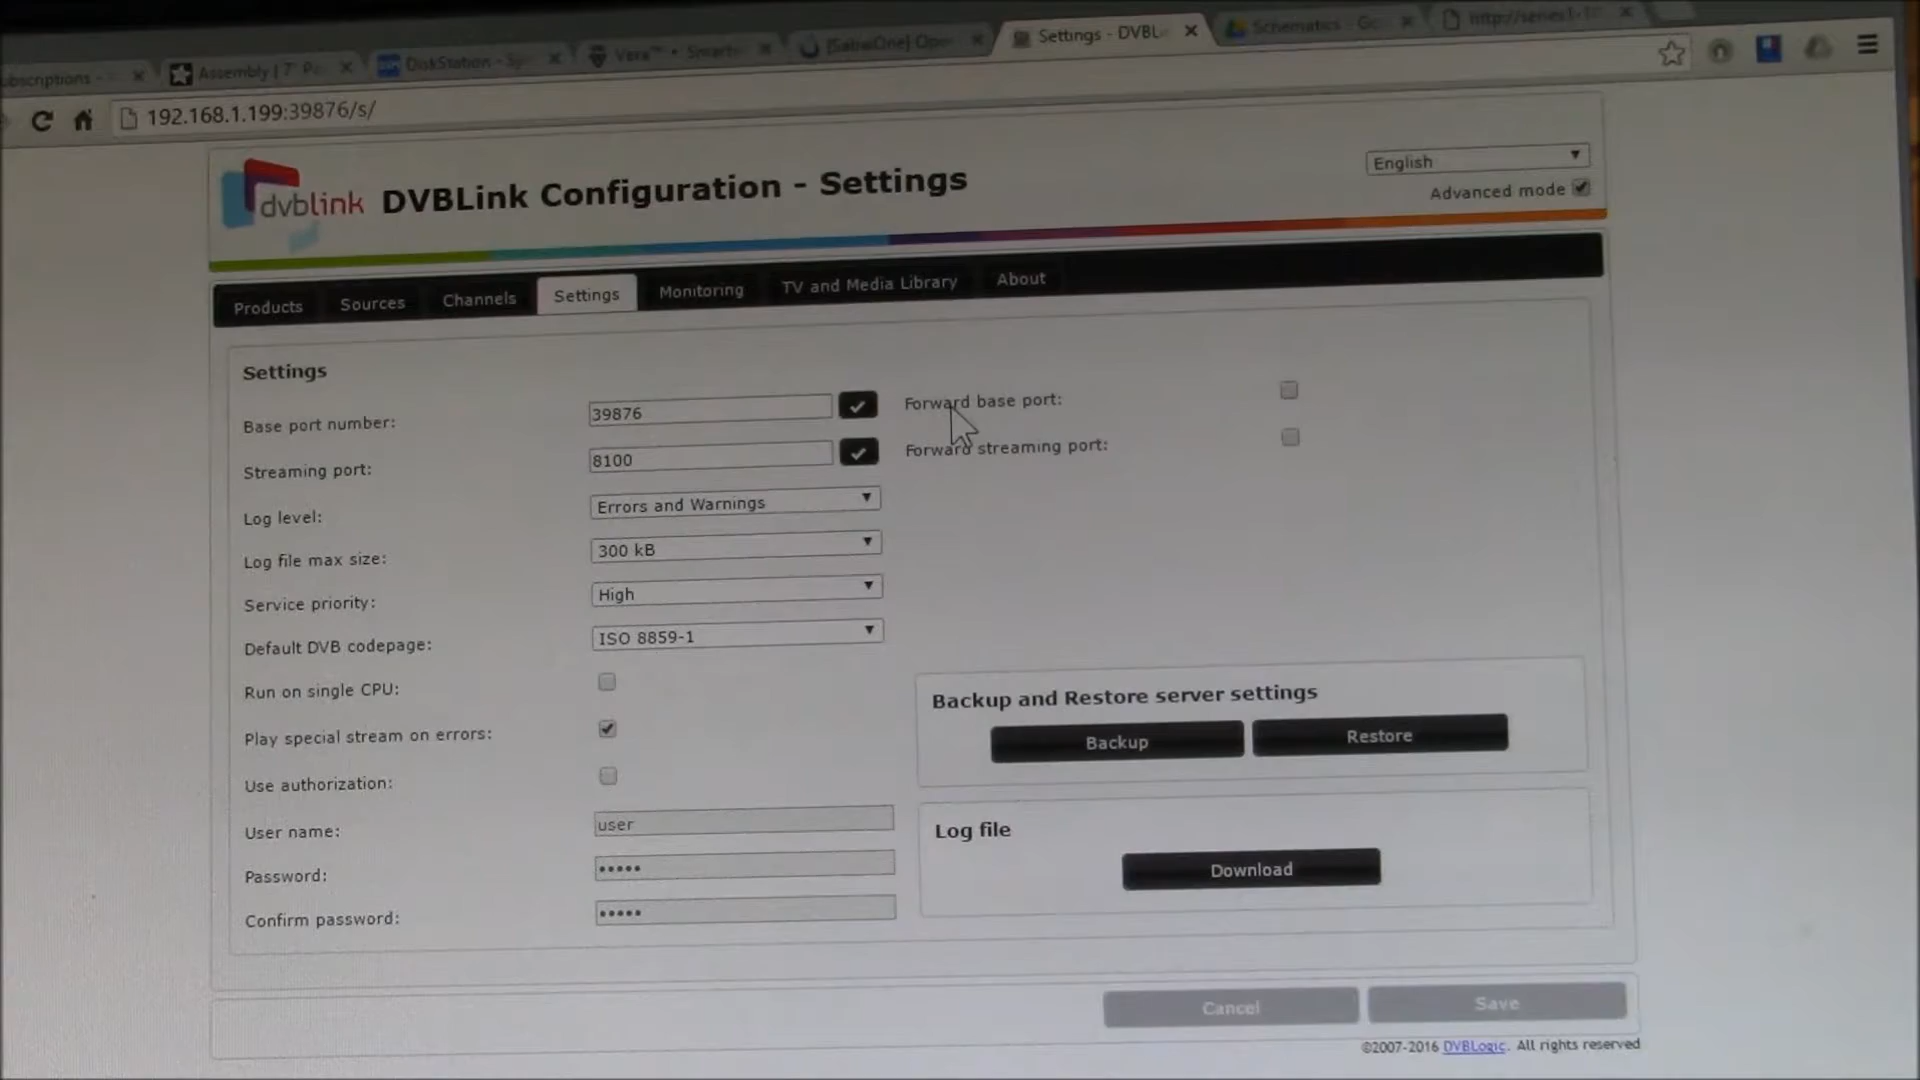 Assembly | 7"
DiskStation - Sy
Vera™ • Smart
[SabaiOne] Ope
Settings - DVBLi
Schematics - Go
http://series1-1
192.168.1.199:39876/s/
dvblink
DVBLink Configuration - Settings
English
Advanced mode
Products
Sources
Channels
Settings
Monitoring
TV and Media Library
About
Settings
Base port number: 39876 Forward base port:
Streaming port: 8100 Forward streaming port:
Log level: Errors and Warnings
Log file max size: 300 kB
Service priority: High
Default DVB codepage: ISO 8859-1
Run on single CPU:
Play special stream on errors:
Use authorization:
User name: user
Password: •••••
Confirm password: •••••
Backup and Restore server settings
Backup
Restore
Log file
Download
Cancel
Save
©2007-2016 DVBLogic. All rights reserved